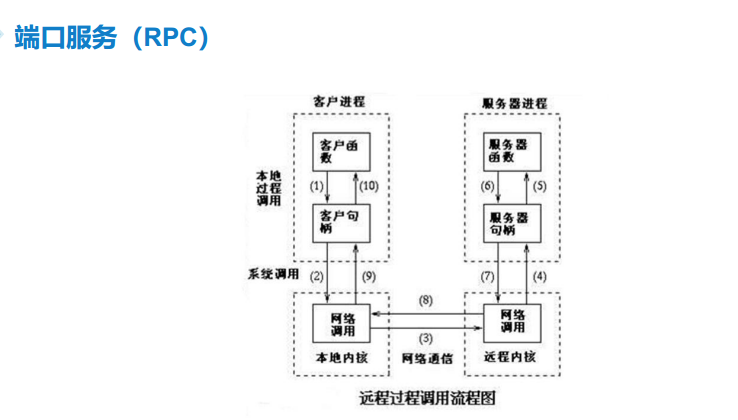 端口服务（RPC）
客户进程
服务器进程
客户函
数
服务器
函数
本地
过程
调用
(1)
(10)
(6)
(5)
客户句
柄
服务器
句柄
系统调用
(2)
(9)
(7)
(4)
(8)
网络
调用
网络
调用
(3)
本地内核
网络通信
远程内核
远程过程调用流程图